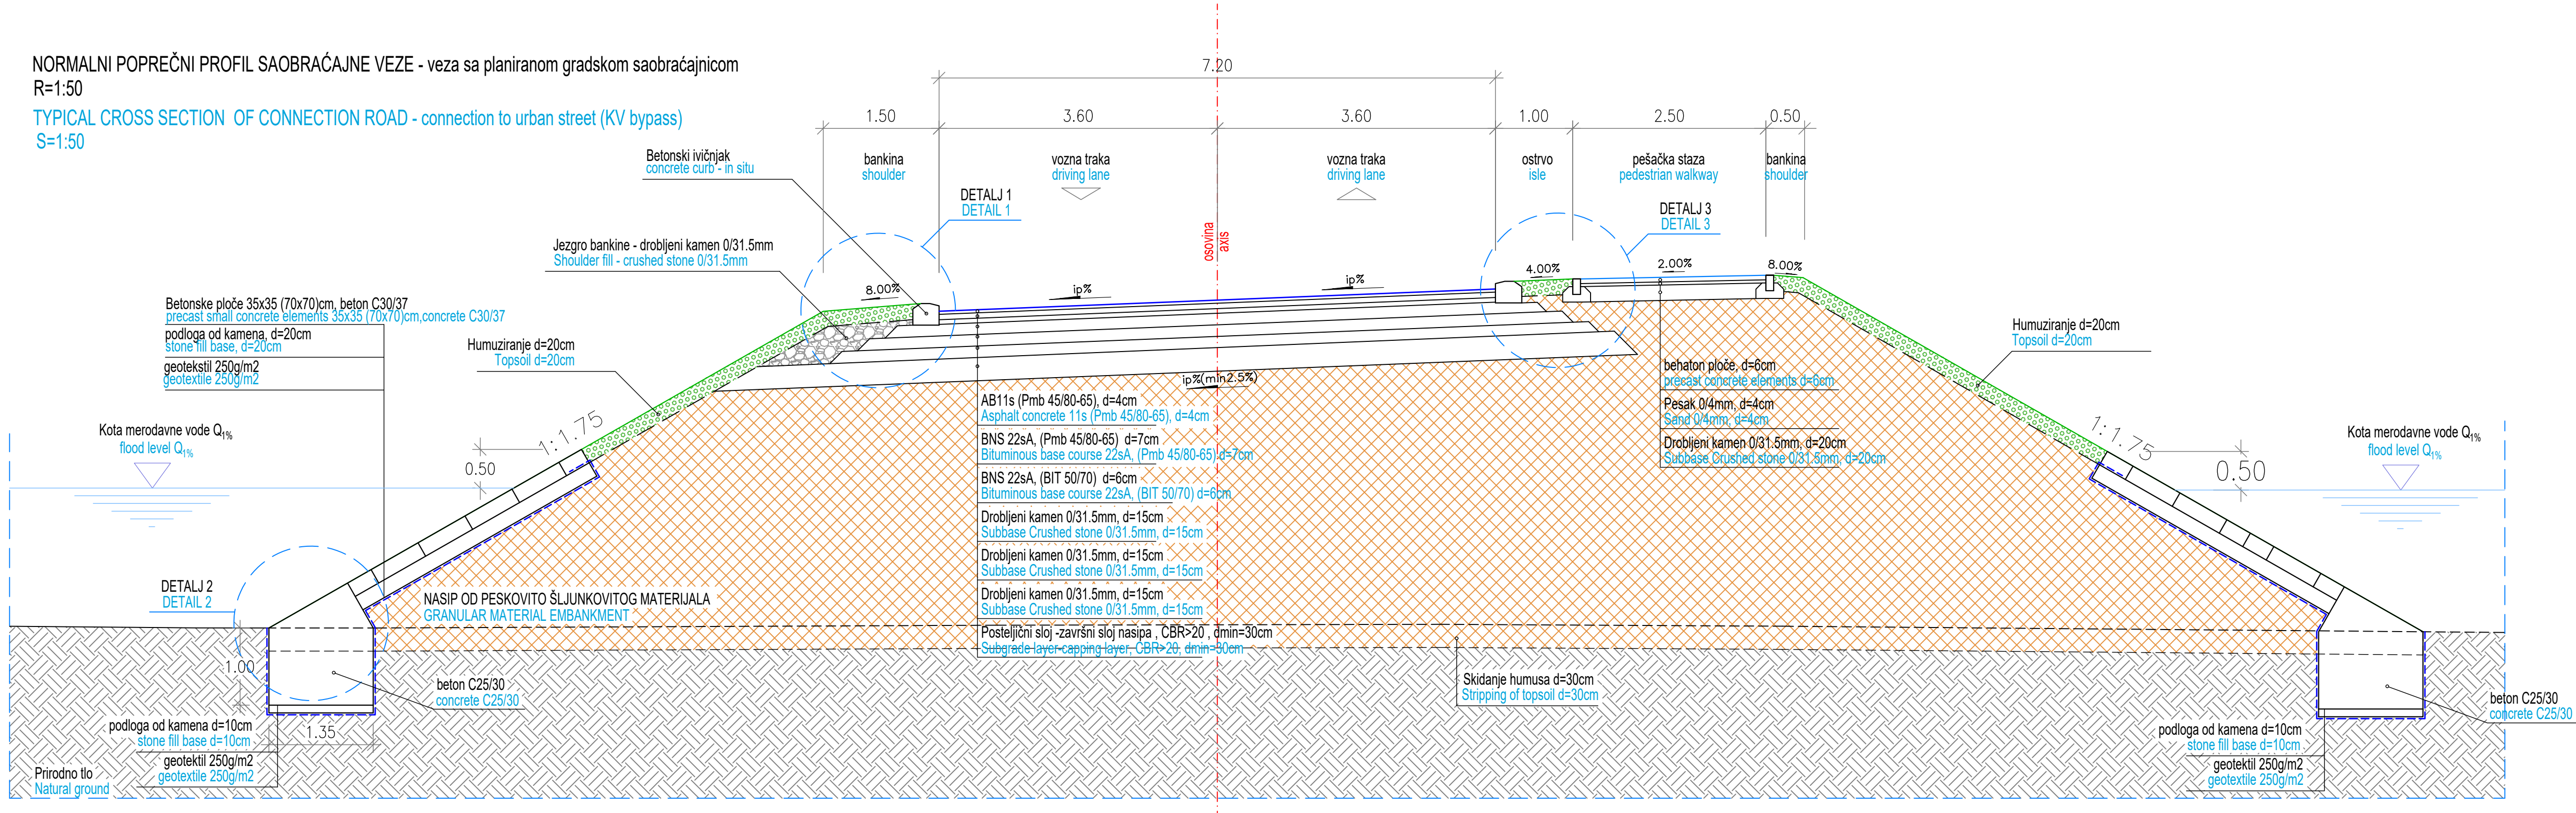 NORMALNI POPREČNI PROFIL SAOBRAĆAJNE VEZE - veza sa planiranom gradskom saobraćajnicom
R=1:50
TYPICAL CROSS SECTION OF CONNECTION ROAD - connection to urban street (KV bypass)
S=1:50
7.20
1.50
3.60
3.60
1.00
2.50
0.50
bankina
shoulder
vozna traka
driving lane
vozna traka
driving lane
ostrvo
isle
pešačka staza
pedestrian walkway
bankina
shoulder
Betonski ivičnjak
concrete curb - in situ
DETALJ 1
DETAIL 1
DETALJ 3
DETAIL 3
osovina
axis
Jezgro bankine - drobljeni kamen 0/31.5mm
Shoulder fill - crushed stone 0/31.5mm
8.00%
ip%
ip%
4.00%
2.00%
8.00%
Betonske ploče 35x35 (70x70)cm, beton C30/37
precast small concrete elements 35x35 (70x70)cm,concrete C30/37
podloga od kamena, d=20cm
stone fill base, d=20cm
geotekstil 250g/m2
geotextile 250g/m2
Humuziranje d=20cm
Topsoil d=20cm
Humuziranje d=20cm
Topsoil d=20cm
ip%(min2.5%)
1:1.75
0.50
1:1.75
0.50
Kota merodavne vode Q1%
flood level Q1%
Kota merodavne vode Q1%
flood level Q1%
AB11s (Pmb 45/80-65), d=4cm
Asphalt concrete 11s (Pmb 45/80-65), d=4cm
BNS 22sA, (Pmb 45/80-65) d=7cm
Bituminous base course 22sA, (Pmb 45/80-65) d=7cm
BNS 22sA, (BIT 50/70) d=6cm
Bituminous base course 22sA, (BIT 50/70) d=6cm
Drobljeni kamen 0/31.5mm, d=15cm
Subbase Crushed stone 0/31.5mm, d=15cm
Drobljeni kamen 0/31.5mm, d=15cm
Subbase Crushed stone 0/31.5mm, d=15cm
Drobljeni kamen 0/31.5mm, d=15cm
Subbase Crushed stone 0/31.5mm, d=15cm
Posteljični sloj -završni sloj nasipa , CBR>20 , dmin=30cm
Subgrade layer-capping layer, CBR>20, dmin=30cm
behaton ploče, d=6cm
precast concrete elements d=6cm
Pesak 0/4mm, d=4cm
Sand 0/4mm, d=4cm
Drobljeni kamen 0/31.5mm, d=20cm
Subbase Crushed stone 0/31.5mm, d=20cm
DETALJ 2
DETAIL 2
NASIP OD PESKOVITO ŠLJUNKOVITOG MATERIJALA
GRANULAR MATERIAL EMBANKMENT
1.00
1.35
beton C25/30
concrete C25/30
Skidanje humusa d=30cm
Stripping of topsoil d=30cm
beton C25/30
concrete C25/30
podloga od kamena d=10cm
stone fill base d=10cm
geotektil 250g/m2
geotextile 250g/m2
podloga od kamena d=10cm
stone fill base d=10cm
geotektil 250g/m2
geotextile 250g/m2
Prirodno tlo
Natural ground